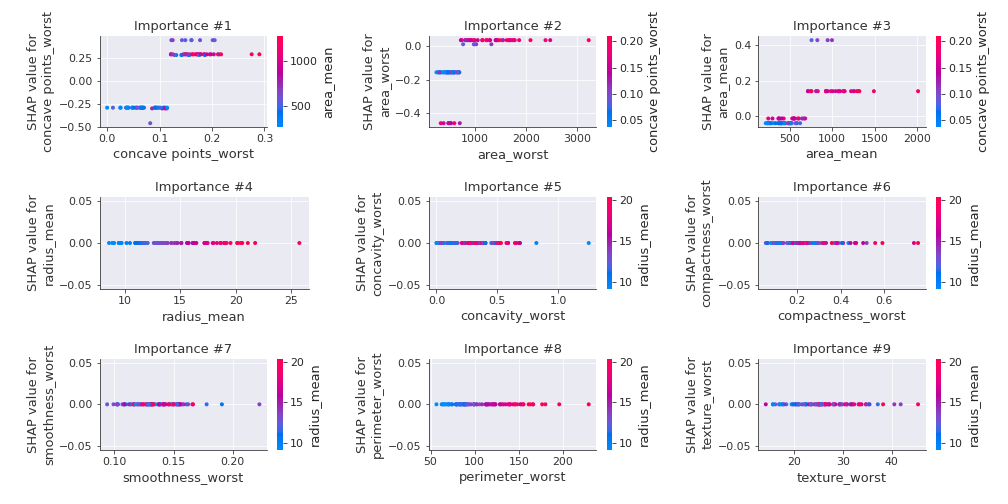 Importance #1
SHAP value for
concave points_worst
0.25
0.00
−0.25
−0.50
0.0
0.1
0.2
0.3
concave points_worst
1000
500
area_mean
Importance #2
SHAP value for
area_worst
0.0
−0.2
−0.4
1000
2000
3000
area_worst
0.20
0.15
0.10
0.05
concave points_worst
Importance #3
SHAP value for
area_mean
0.4
0.2
0.0
500
1000
1500
2000
area_mean
0.20
0.15
0.10
0.05
concave points_worst
Importance #4
SHAP value for
radius_mean
0.05
0.00
−0.05
10
15
20
25
radius_mean
Importance #5
SHAP value for
concavity_worst
0.05
0.00
−0.05
0.0
0.5
1.0
concavity_worst
20
15
10
radius_mean
Importance #6
SHAP value for
compactness_worst
0.05
0.00
−0.05
0.2
0.4
0.6
compactness_worst
20
15
10
radius_mean
Importance #7
SHAP value for
smoothness_worst
0.05
0.00
−0.05
0.10
0.15
0.20
smoothness_worst
20
15
10
radius_mean
Importance #8
SHAP value for
perimeter_worst
0.05
0.00
−0.05
50
100
150
200
perimeter_worst
20
15
10
radius_mean
Importance #9
SHAP value for
texture_worst
0.05
0.00
−0.05
20
30
40
texture_worst
20
15
10
radius_mean